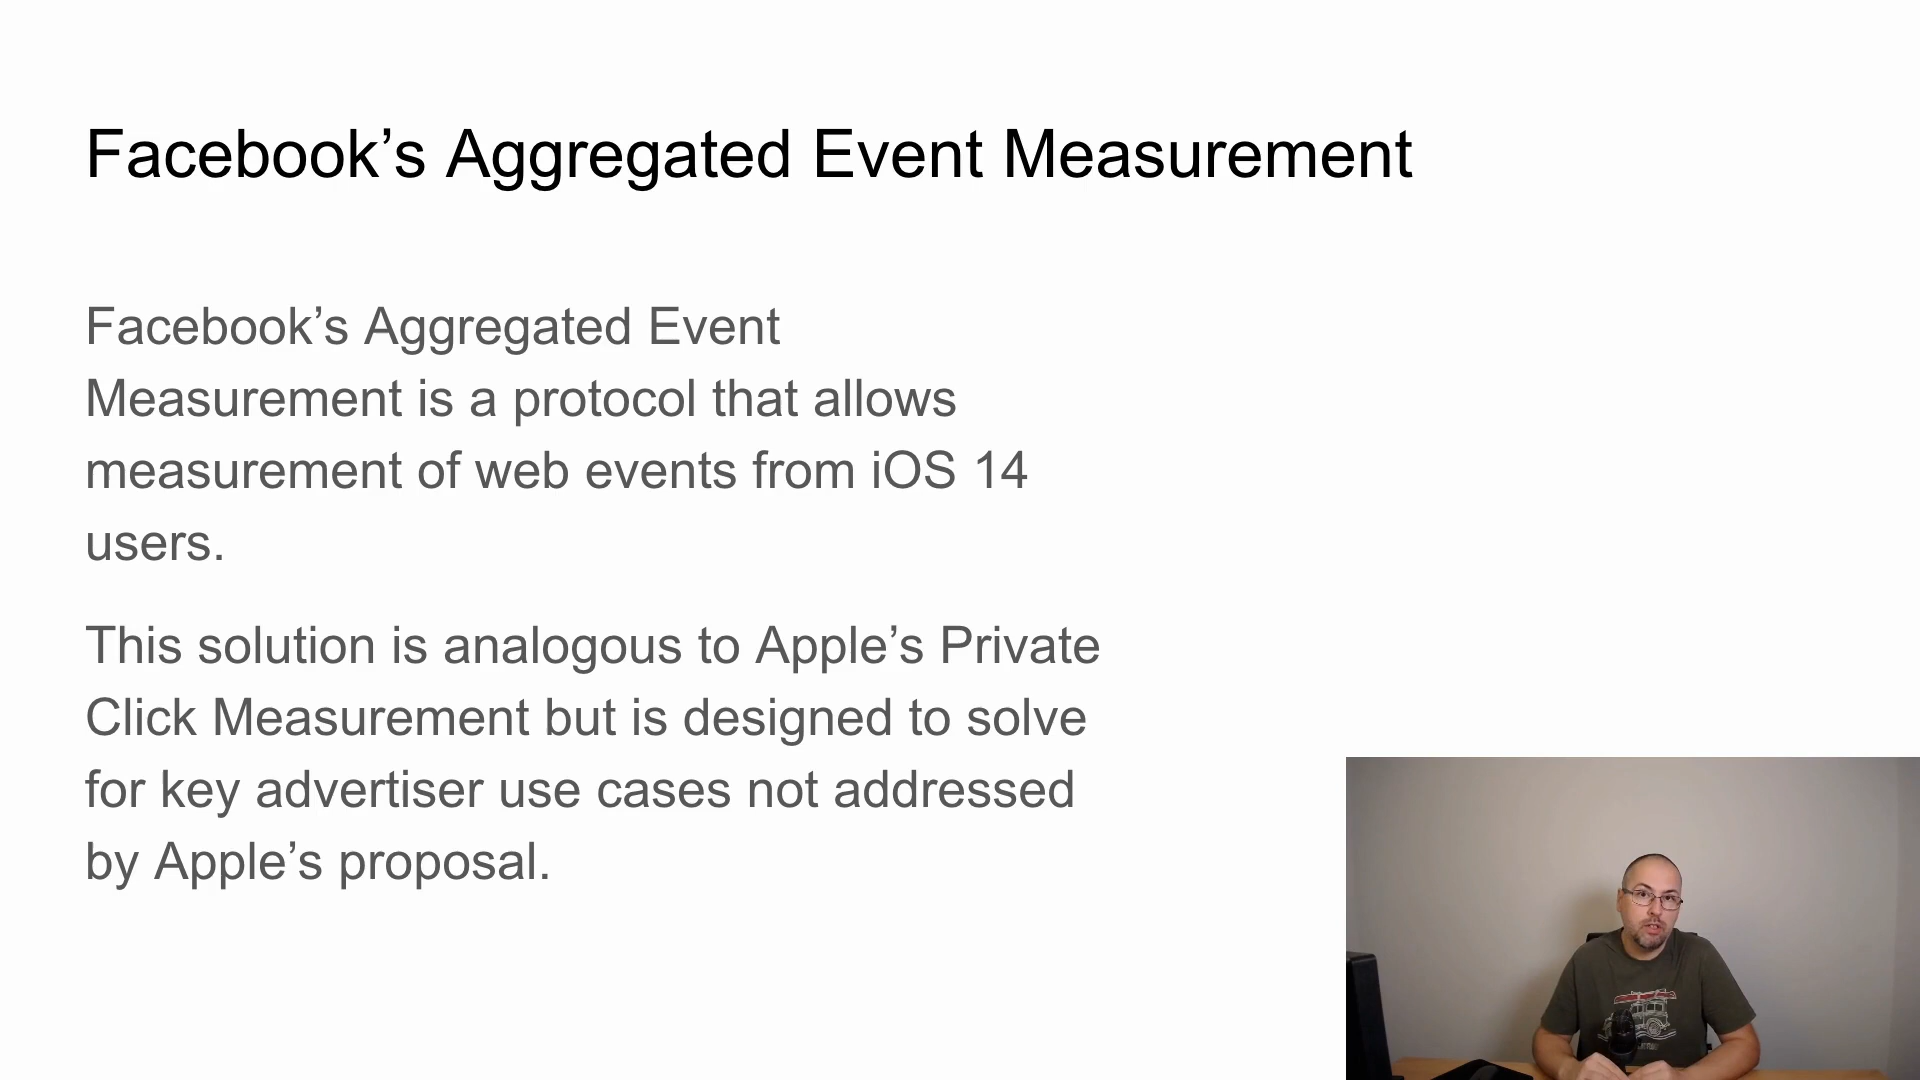 Facebook’s Aggregated Event Measurement
Facebook’s Aggregated Event
Measurement is a protocol that allows
measurement of web events from iOS 14
users.
This solution is analogous to Apple’s Private
Click Measurement but is designed to solve
for key advertiser use cases not addressed
by Apple’s proposal.